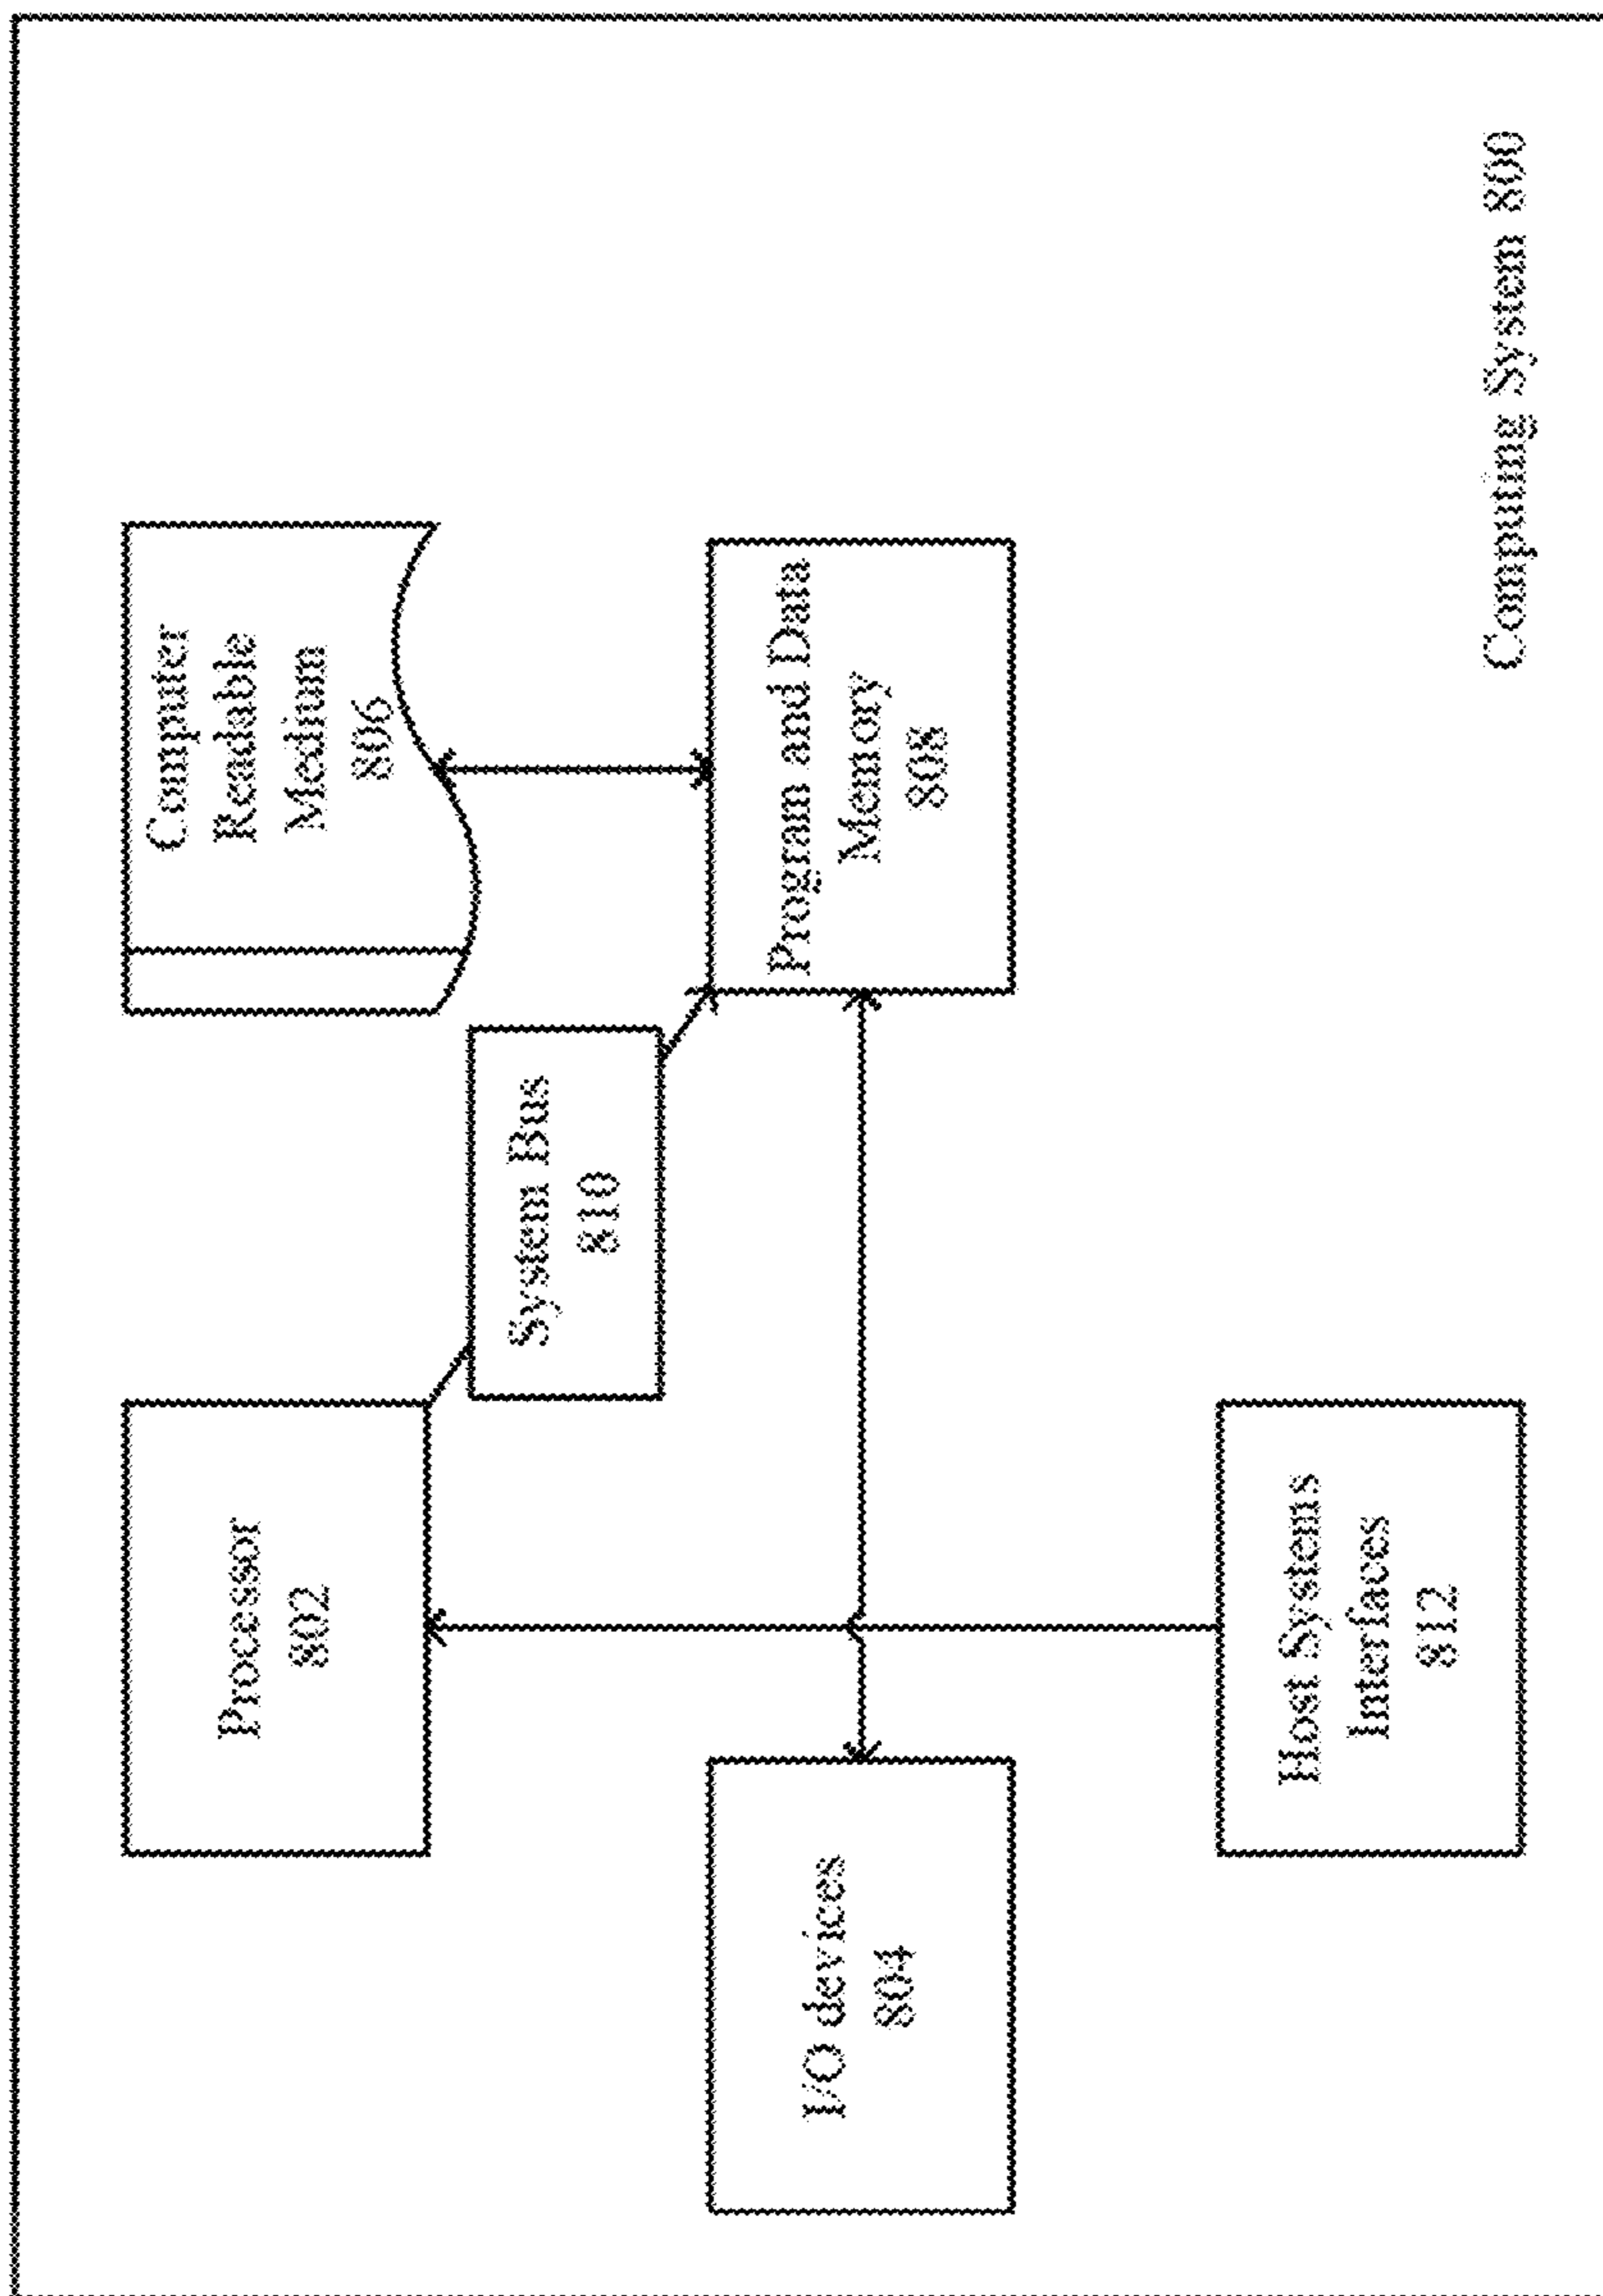 Processor
802
Computer
Readable
Medium
806
System Bus
810
I/O devices
804
Program and Data
Memory
808
Host Systems
Interfaces
812
Computing System 800